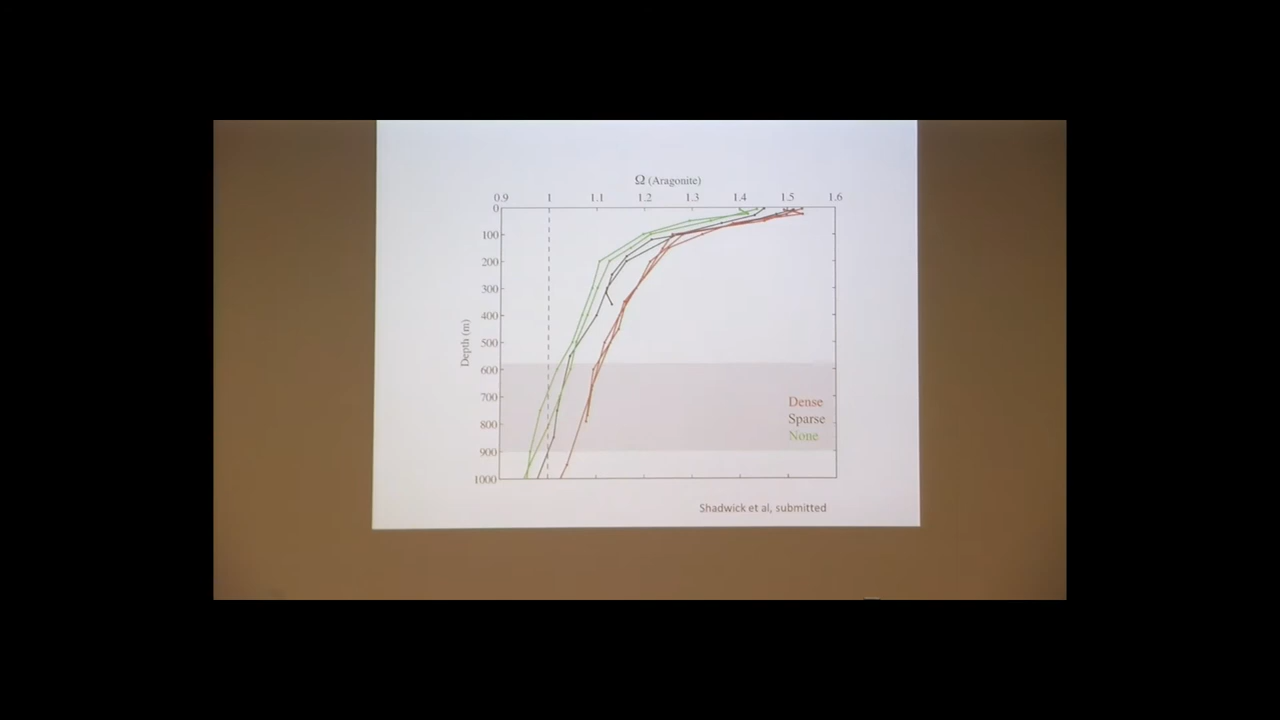 Ω (Aragonite)
0.9 1 1.1 1.2 1.3 1.4 1.5 1.6
0
100
200
300
400
500
600
700
800
900
1000
Depth (m)
Dense
Sparse
None
Shadwick et al, submitted